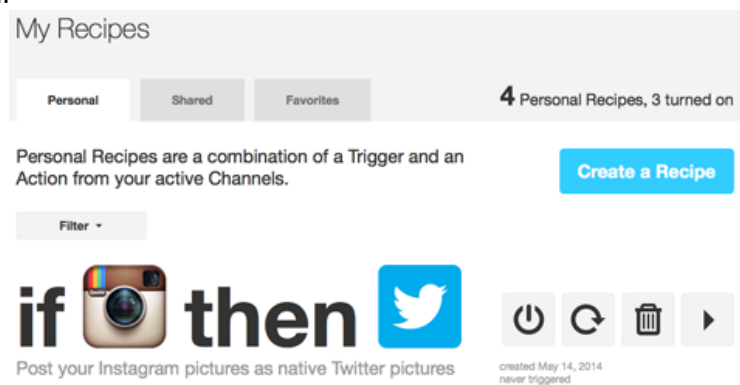 My Recipes
Personal Shared Favorites 4 Personal Recipes, 3 turned on
Personal Recipes are a combination of a Trigger and an
Action from your active Channels.
Create a Recipe
Filter
if then
Post your Instagram pictures as native Twitter pictures
created May 14, 2014
never triggered